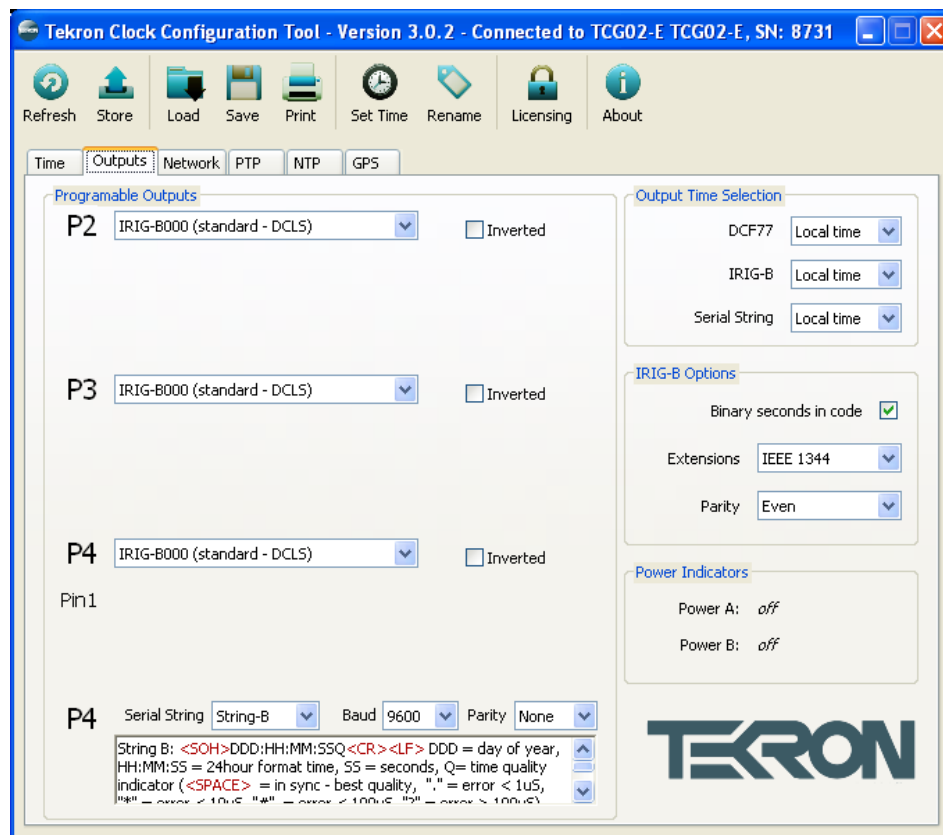 Tekron Clock Configuration Tool - Version 3.0.2 - Connected to TCG02-E TCG02-E, SN: 8731
Refresh Store Load Save Print Set Time Rename Licensing About
Time Outputs Network PTP NTP GPS
Programable Outputs
P2 IRIG-B000 (standard - DCLS) Inverted
P3 IRIG-B000 (standard - DCLS) Inverted
P4 IRIG-B000 (standard - DCLS) Inverted
Pin1
P4 Serial String String-B Baud 9600 Parity None
String B: <SOH>DDD:HH:MM:SSQ<CR><LF> DDD = day of year,
HH:MM:SS = 24hour format time, SS = seconds, Q= time quality
indicator (<SPACE> = in sync - best quality, "." = error < 1uS,
"*" = error < 10uS, "#" = error < 100uS, "?" = error > 100uS)
Output Time Selection
DCF77 Local time
IRIG-B Local time
Serial String Local time
IRIG-B Options
Binary seconds in code
Extensions IEEE 1344
Parity Even
Power Indicators
Power A: off
Power B: off
TEKRON